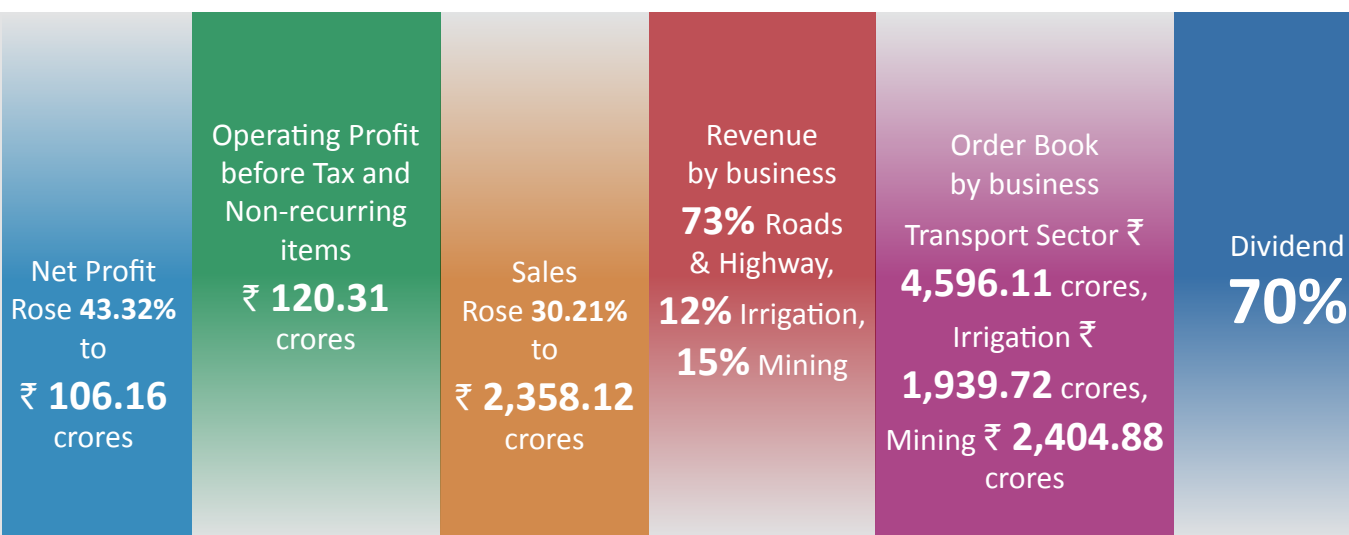 Net Profit
Rose 43.32%
to
₹ 106.16
crores
Operating Profit
before Tax and
Non-recurring
items
₹ 120.31
crores
Sales
Rose 30.21%
to
₹ 2,358.12
crores
Revenue
by business
73% Roads
& Highway,
12% Irrigation,
15% Mining
Order Book
by business
Transport Sector ₹
4,596.11 crores,
Irrigation ₹
1,939.72 crores,
Mining ₹ 2,404.88
crores
Dividend
70%